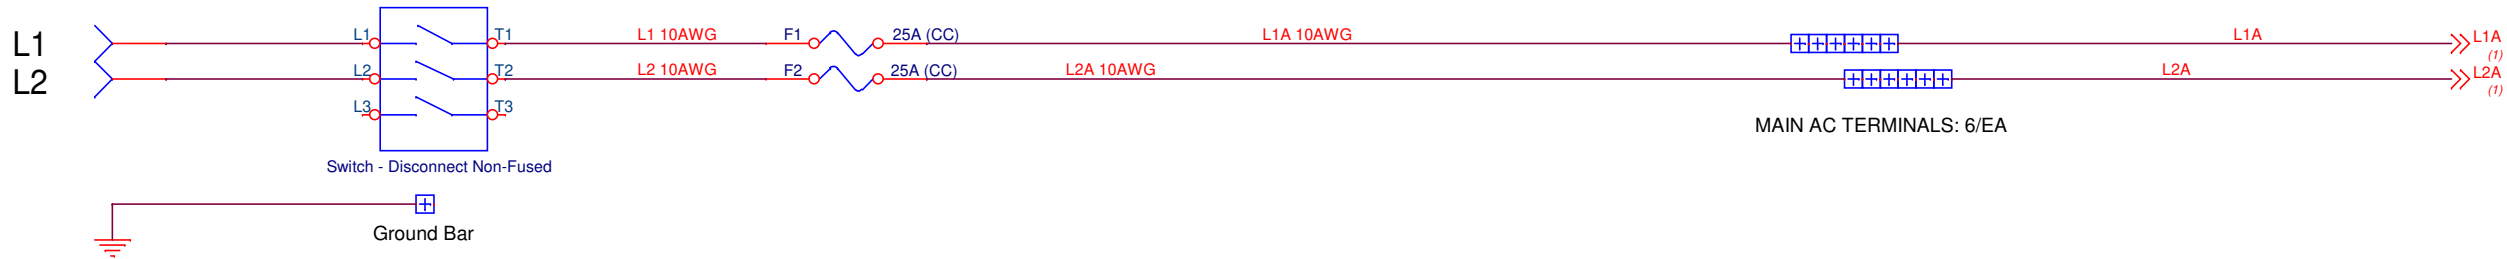 L1
L2
L1
T1
L2
T2
L3
T3
Switch - Disconnect Non-Fused
L1 10AWG
F1
25A (CC)
L1A 10AWG
L1A
L1A
(1)
L2 10AWG
F2
25A (CC)
L2A 10AWG
L2A
L2A
(1)
MAIN AC TERMINALS: 6/EA
Ground Bar